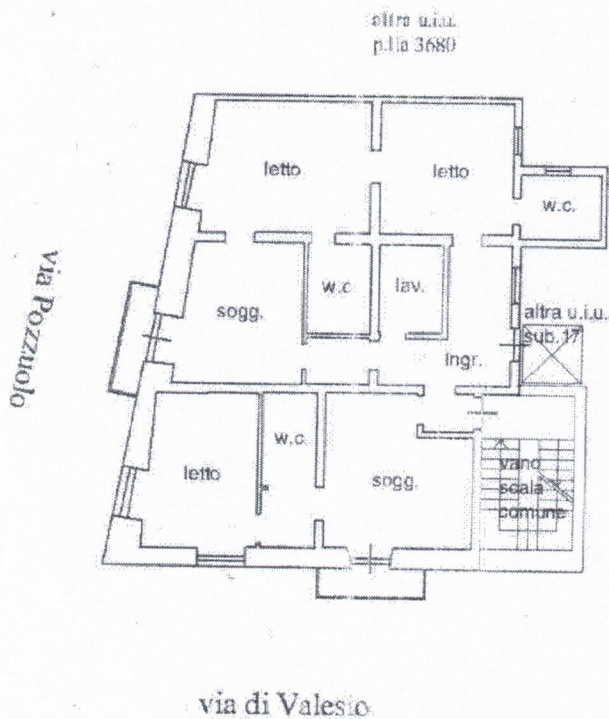 altra u.i.u.
p.lla 3680
letto
letto
w.c.
via Pozzuolo
sogg.
w.c
lav.
altra u.i.u.
sub.17
ingr.
w.c
letto
sogg.
vano
scala
comune
via di Valesio